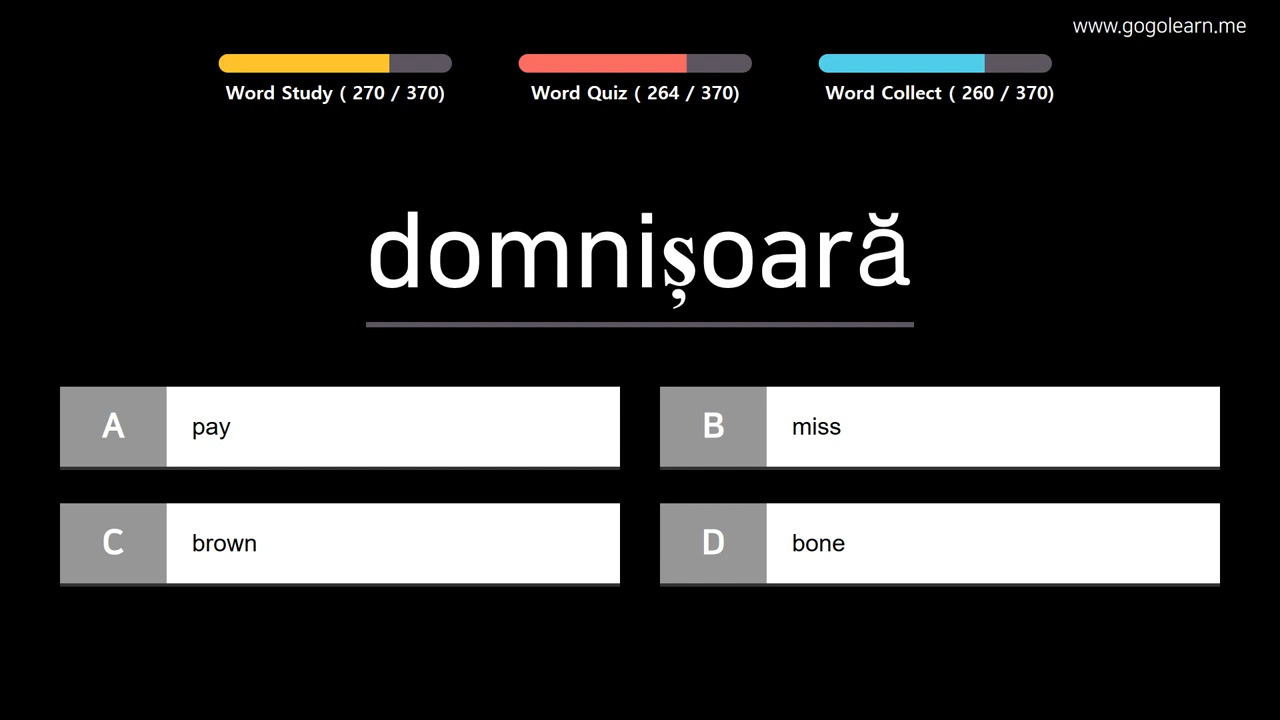 www.gogolearn.me
Word Study ( 270 / 370)
Word Quiz ( 264 / 370)
Word Collect ( 260 / 370)
domnișoară
A pay
B miss
C brown
D bone